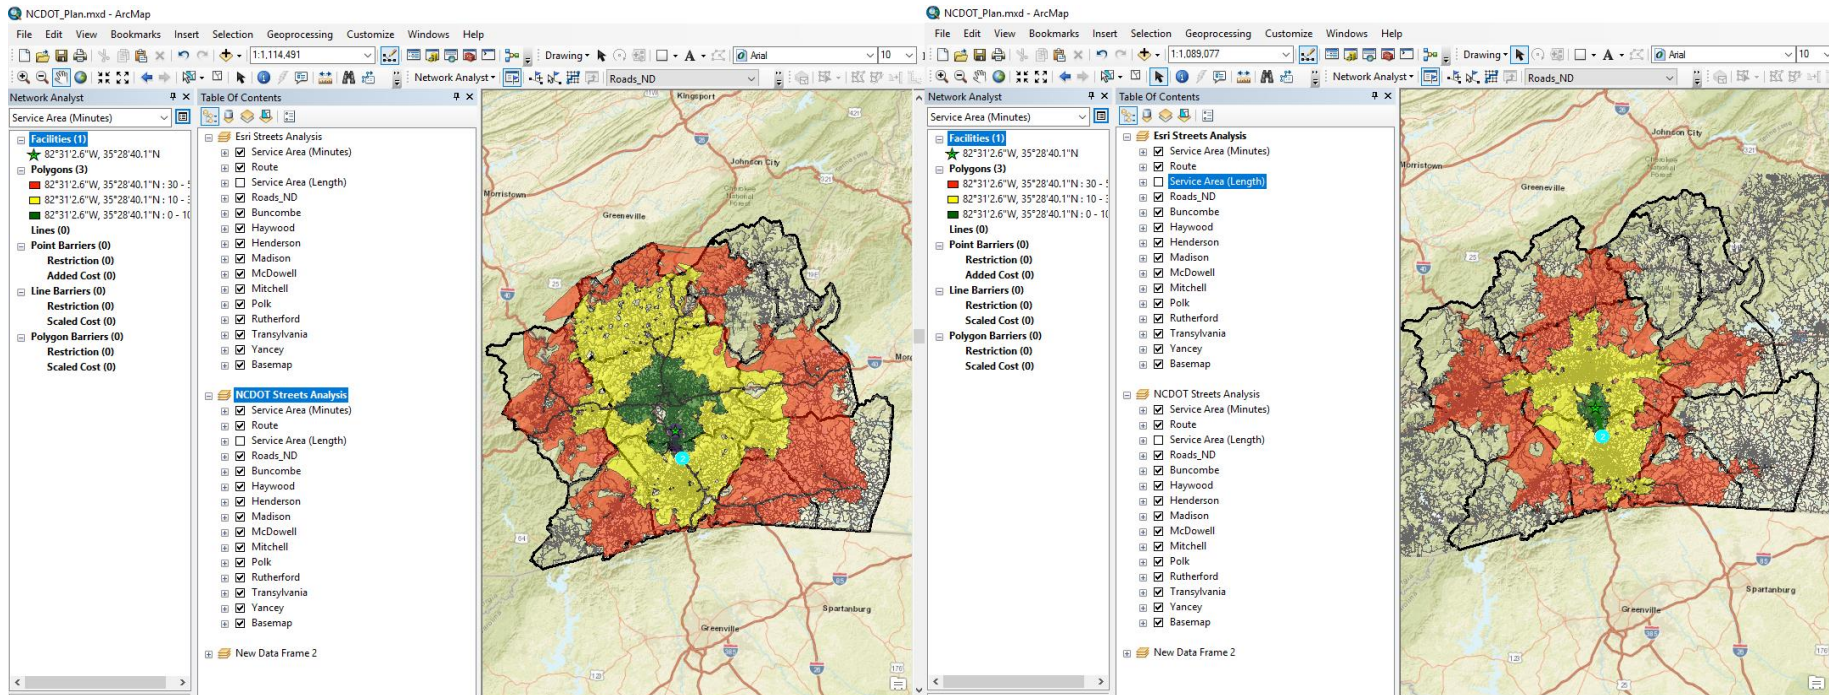 NCDOT_Plan.mxd - ArcMap
File Edit View Bookmarks Insert Selection Geoprocessing Customize Windows Help
1:1,114,491
Drawing
Arial
10
Network Analyst
Roads_ND
Network Analyst
Service Area (Minutes)
Facilities (1)
82°31'2.6"W, 35°28'40.1"N
Polygons (3)
82°31'2.6"W, 35°28'40.1"N : 30 -
82°31'2.6"W, 35°28'40.1"N : 10 -
82°31'2.6"W, 35°28'40.1"N : 0 - 10
Lines (0)
Point Barriers (0)
Restriction (0)
Added Cost (0)
Line Barriers (0)
Restriction (0)
Scaled Cost (0)
Polygon Barriers (0)
Restriction (0)
Scaled Cost (0)
Table Of Contents
Esri Streets Analysis
Service Area (Minutes)
Route
Service Area (Length)
Roads_ND
Buncombe
Haywood
Henderson
Madison
McDowell
Mitchell
Polk
Rutherford
Transylvania
Yancey
Basemap
NCDOT Streets Analysis
Service Area (Minutes)
Route
Service Area (Length)
Roads_ND
Buncombe
Haywood
Henderson
Madison
McDowell
Mitchell
Polk
Rutherford
Transylvania
Yancey
Basemap
New Data Frame 2
Kingsport
Johnson City
Morristown
Greeneville
Cherokee
National
Forest
Spartanburg
Greenville
NCDOT_Plan.mxd - ArcMap
File Edit View Bookmarks Insert Selection Geoprocessing Customize Windows Help
1:1,089,077
Drawing
Arial
10
Network Analyst
Roads_ND
Network Analyst
Service Area (Minutes)
Facilities (1)
82°31'2.6"W, 35°28'40.1"N
Polygons (3)
82°31'2.6"W, 35°28'40.1"N : 30 -
82°31'2.6"W, 35°28'40.1"N : 10 -
82°31'2.6"W, 35°28'40.1"N : 0 - 10
Lines (0)
Point Barriers (0)
Restriction (0)
Added Cost (0)
Line Barriers (0)
Restriction (0)
Scaled Cost (0)
Polygon Barriers (0)
Restriction (0)
Scaled Cost (0)
Table Of Contents
Esri Streets Analysis
Service Area (Minutes)
Route
Service Area (Length)
Roads_ND
Buncombe
Haywood
Henderson
Madison
McDowell
Mitchell
Polk
Rutherford
Transylvania
Yancey
Basemap
NCDOT Streets Analysis
Service Area (Minutes)
Route
Service Area (Length)
Roads_ND
Buncombe
Haywood
Henderson
Madison
McDowell
Mitchell
Polk
Rutherford
Transylvania
Yancey
Basemap
New Data Frame 2
Johnson City
Morristown
Greeneville
Spartanburg
Greenville